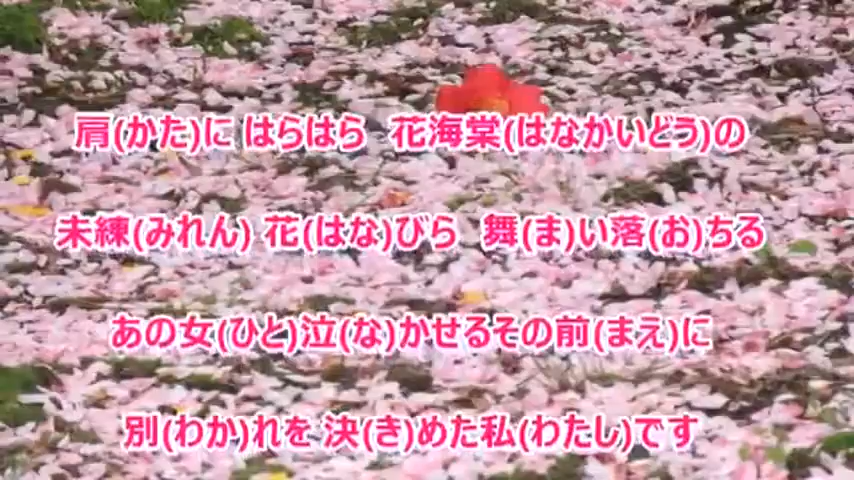 肩(かた)に はらはら 花海棠(はなかいどう)の
未練(みれん) 花(はな)びら 舞(ま)い落(お)ちる
あの女(ひと)泣(な)かせるその前(まえ)に
別(わか)れを 決(き)めた私(わたし)です